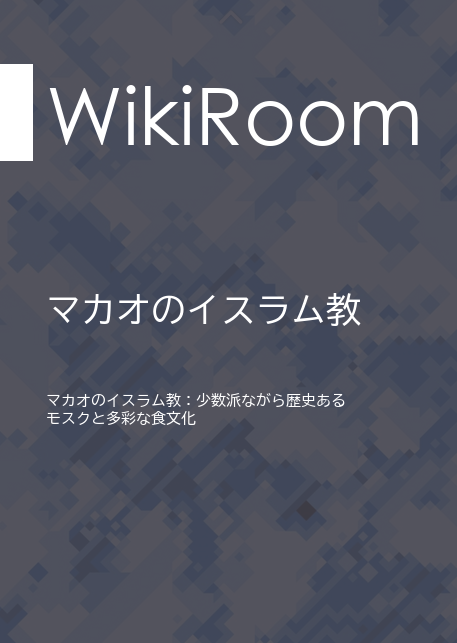 WikiRoom
マカオのイスラム教
マカオのイスラム教：少数派ながら歴史ある
モスクと多彩な食文化